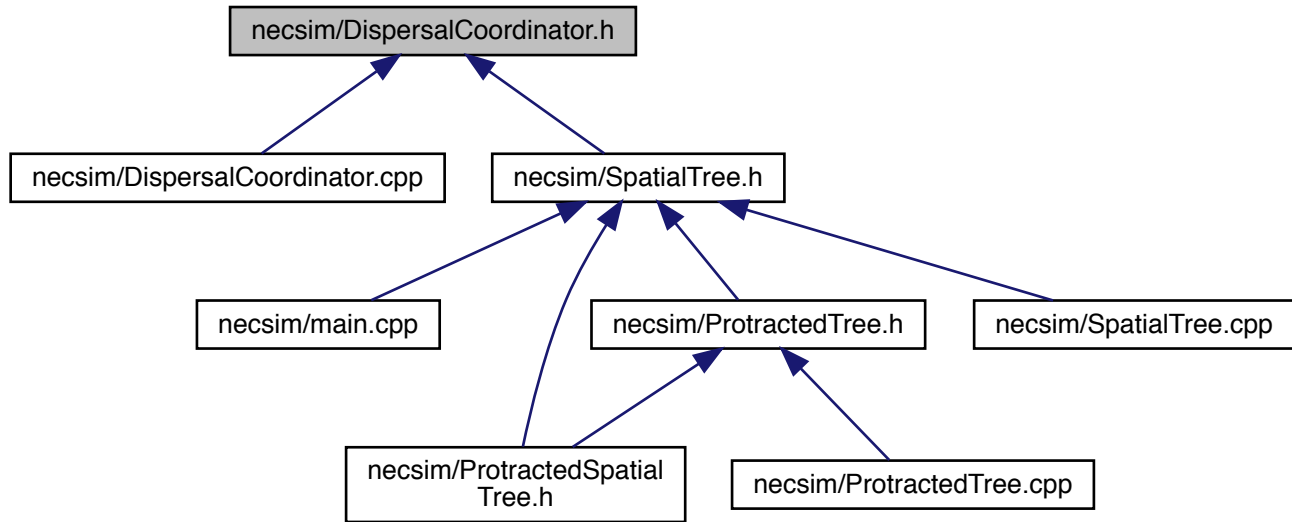 necsim/DispersalCoordinator.h
necsim/DispersalCoordinator.cpp
necsim/SpatialTree.h
necsim/main.cpp
necsim/ProtractedTree.h
necsim/SpatialTree.cpp
necsim/ProtractedSpatial
Tree.h
necsim/ProtractedTree.cpp